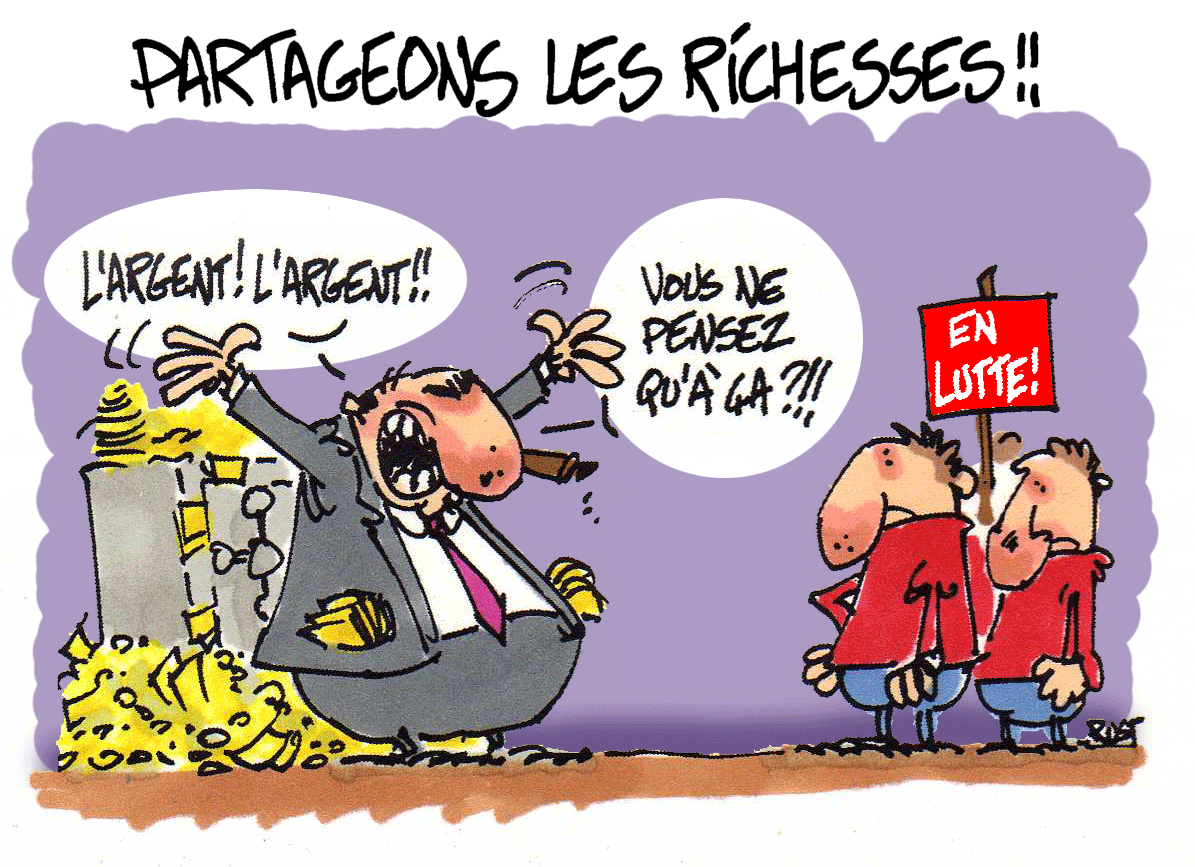 PARTAGEONS LES RICHESSES!!
L'ARGENT! L'ARGENT!!
VOUS NE
PENSEZ
QU'À ÇA?!!!
EN
LUTTE!
RUST